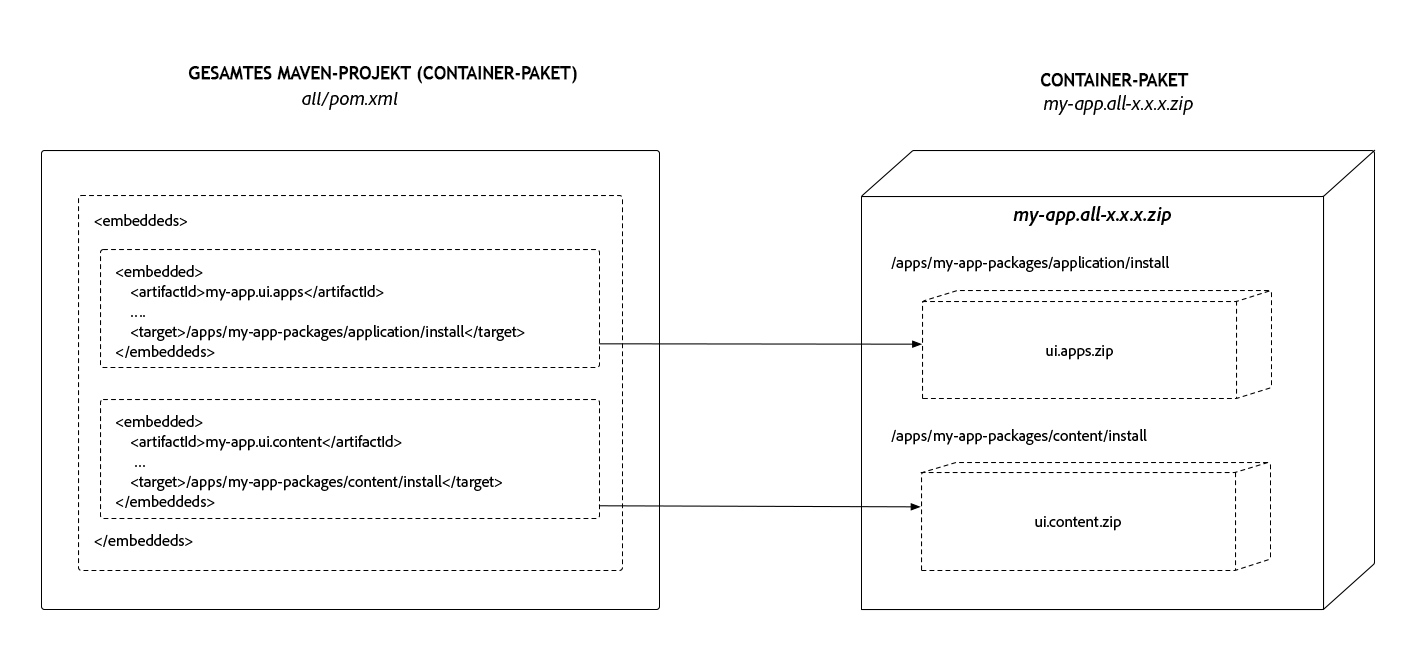 GESAMTES MAVEN-PROJEKT (CONTAINER-PAKET)
all/pom.xml
<embeddeds>
<embedded>
<artifactId>my-app.ui.apps</artifactId>
....
<target>/apps/my-app-packages/application/install</target>
</embeddeds>
<embedded>
<artifactId>my-app.ui.content</artifactId>
...
<target>/apps/my-app-packages/content/install</target>
</embeddeds>
</embeddeds>
CONTAINER-PAKET
my-app.all-x.x.x.zip
my-app.all-x.x.x.zip
/apps/my-app-packages/application/install
ui.apps.zip
/apps/my-app-packages/content/install
ui.content.zip